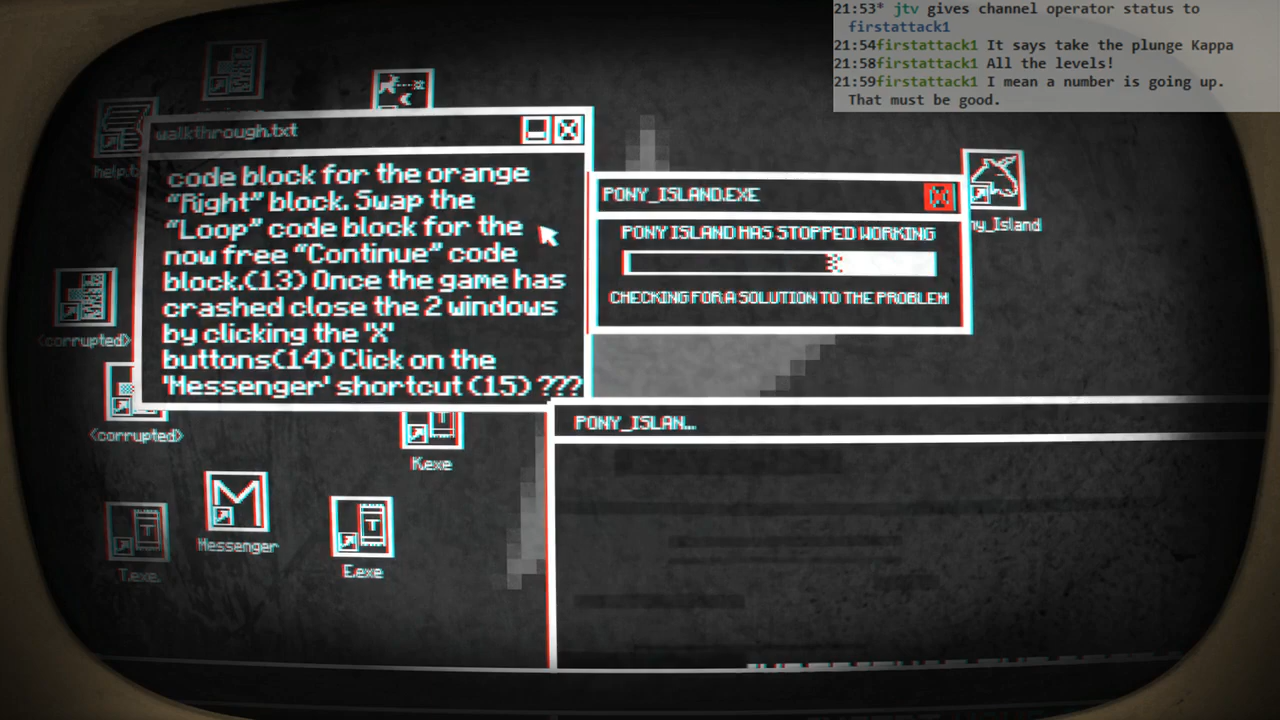 21:53* jtv gives channel operator status to
firstattack1
21:54firstattack1 It says take the plunge Kappa
21:58firstattack1 All the levels!
21:59firstattack1 I mean a number is going up.
That must be good.
walkthrough.txt
code block for the orange
“Right” block. Swap the
“Loop” code block for the
now free “Continue” code
block.(13) Once the game has
crashed close the 2 windows
by clicking the 'X'
buttons(14) Click on the
'Messenger' shortcut (15) ???
PONY_ISLAND.EXE
PONY ISLAND HAS STOPPED WORKING
CHECKING FOR A SOLUTION TO THE PROBLEM
ny_Island
help.t
<corrupted>
<corrupted>
PONY_ISLAN...
K.exe
Messenger
E.exe
T.exe